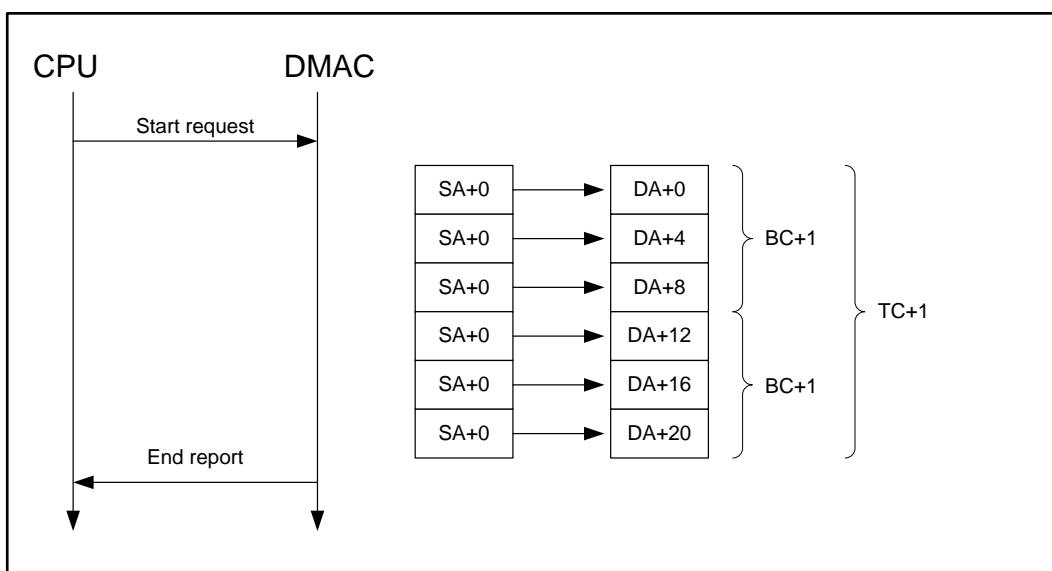 CPU
DMAC
Start request
SA+0
DA+0
SA+0
DA+4
BC+1
SA+0
DA+8
TC+1
SA+0
DA+12
SA+0
DA+16
BC+1
SA+0
DA+20
End report